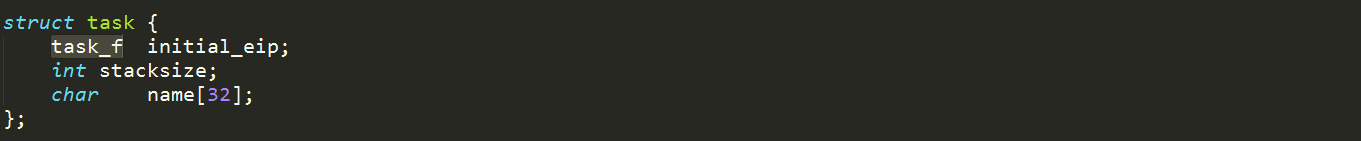 struct task {
    task_f  initial_eip;
    int stacksize;
    char    name[32];
};